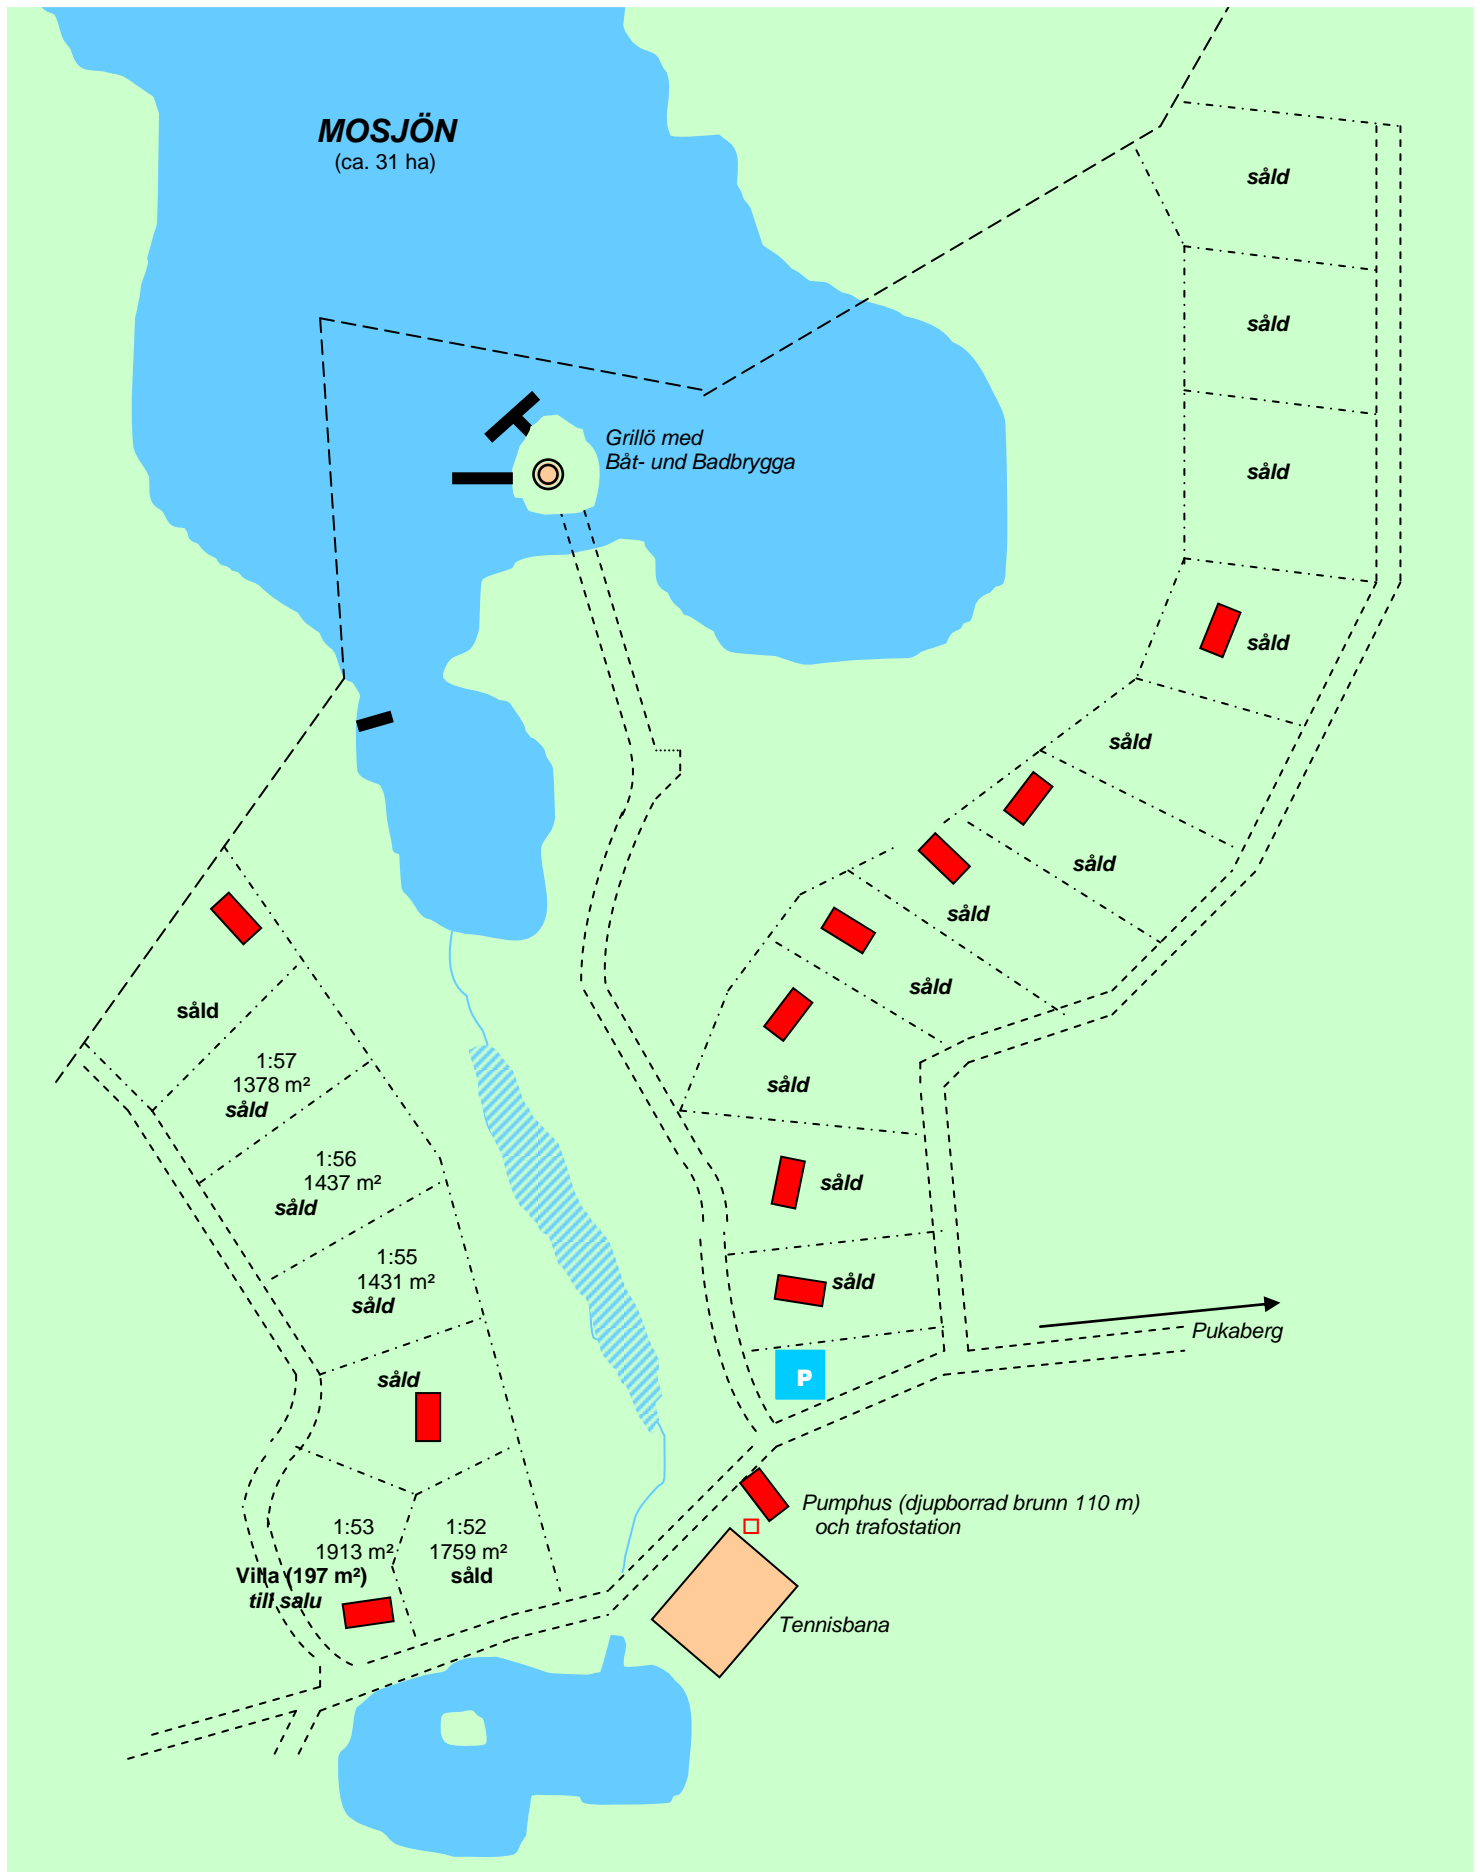 MOSJÖN
(ca. 31 ha)
såld
såld
Grillö med
Båt- und Badbrygga
såld
såld
såld
såld
såld
såld
såld
såld
såld
såld
1:57
1378 m²
såld
1:56
1437 m²
såld
1:55
1431 m²
såld
såld
P
Pukaberg
Pumphus (djupborrad brunn 110 m)
och trafostation
1:53
1913 m²
Villa (197 m²)
till salu
1:52
1759 m²
såld
Tennisbana